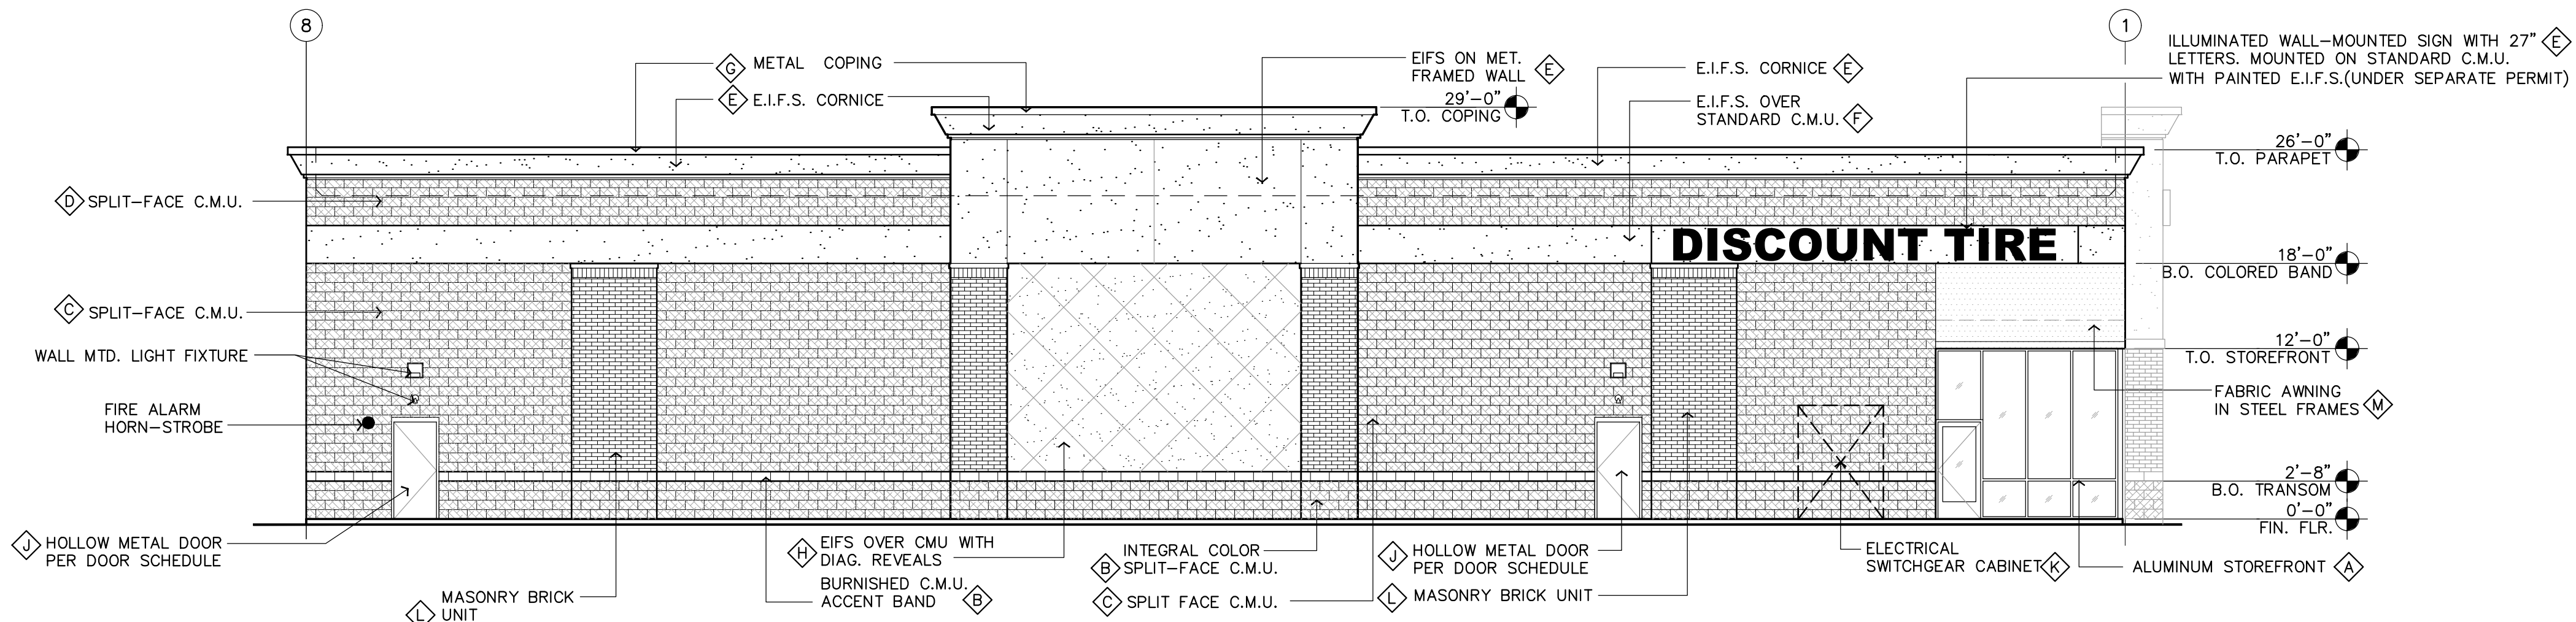 8
1
G METAL COPING
E E.I.F.S. CORNICE
EIFS ON MET.
FRAMED WALL E
29'-0"
T.O. COPING
E.I.F.S. CORNICE E
E.I.F.S. OVER
STANDARD C.M.U. F
ILLUMINATED WALL-MOUNTED SIGN WITH 27" E
LETTERS. MOUNTED ON STANDARD C.M.U.
WITH PAINTED E.I.F.S.(UNDER SEPARATE PERMIT)
26'-0"
T.O. PARAPET
D SPLIT-FACE C.M.U.
DISCOUNT TIRE
18'-0"
B.O. COLORED BAND
C SPLIT-FACE C.M.U.
WALL MTD. LIGHT FIXTURE
12'-0"
T.O. STOREFRONT
FIRE ALARM
HORN-STROBE
FABRIC AWNING
IN STEEL FRAMES M
2'-8"
B.O. TRANSOM
0'-0"
FIN. FLR.
J HOLLOW METAL DOOR
PER DOOR SCHEDULE
L MASONRY BRICK
UNIT
H EIFS OVER CMU WITH
DIAG. REVEALS
BURNISHED C.M.U.
ACCENT BAND B
INTEGRAL COLOR
B SPLIT-FACE C.M.U.
C SPLIT FACE C.M.U.
J HOLLOW METAL DOOR
PER DOOR SCHEDULE
L MASONRY BRICK UNIT
ELECTRICAL
SWITCHGEAR CABINET K
ALUMINUM STOREFRONT A